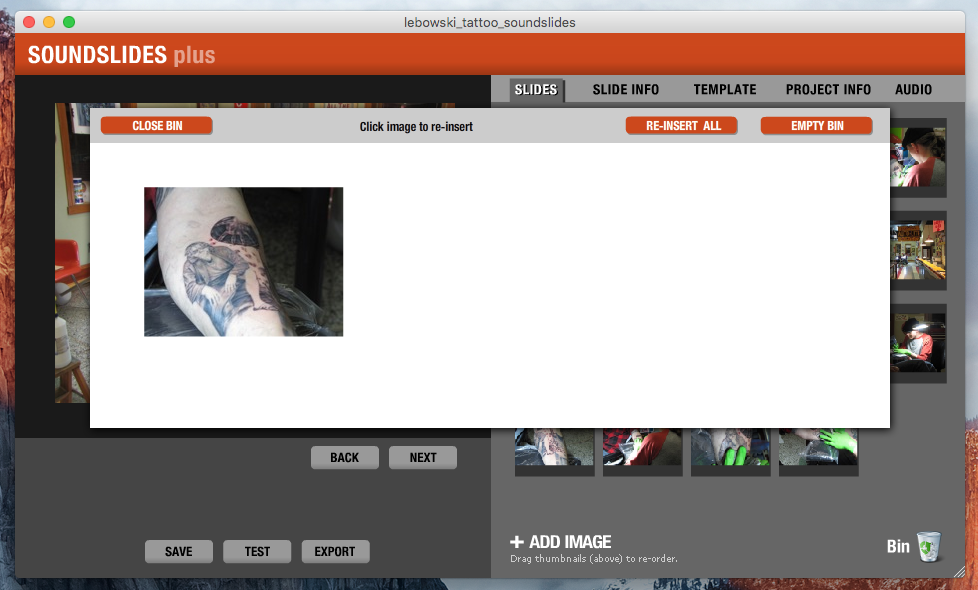 lebowski_tattoo_soundslides
SOUNDSLIDES plus
SLIDES SLIDE INFO TEMPLATE PROJECT INFO AUDIO
CLOSE BIN Click image to re-insert RE-INSERT ALL EMPTY BIN
BACK NEXT
SAVE TEST EXPORT
+ ADD IMAGE
Drag thumbnails (above) to re-order.
Bin